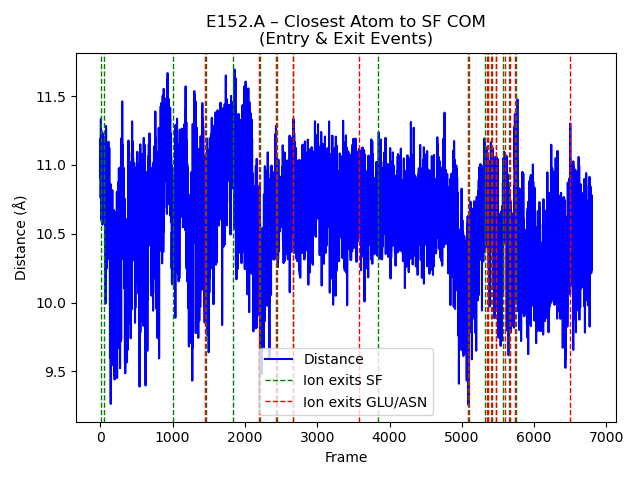 E152.A – Closest Atom to SF COM
(Entry & Exit Events)
Distance (Å)
11.5
11.0
10.5
10.0
9.5
Distance
Ion exits SF
Ion exits GLU/ASN
0 1000 2000 3000 4000 5000 6000 7000
Frame